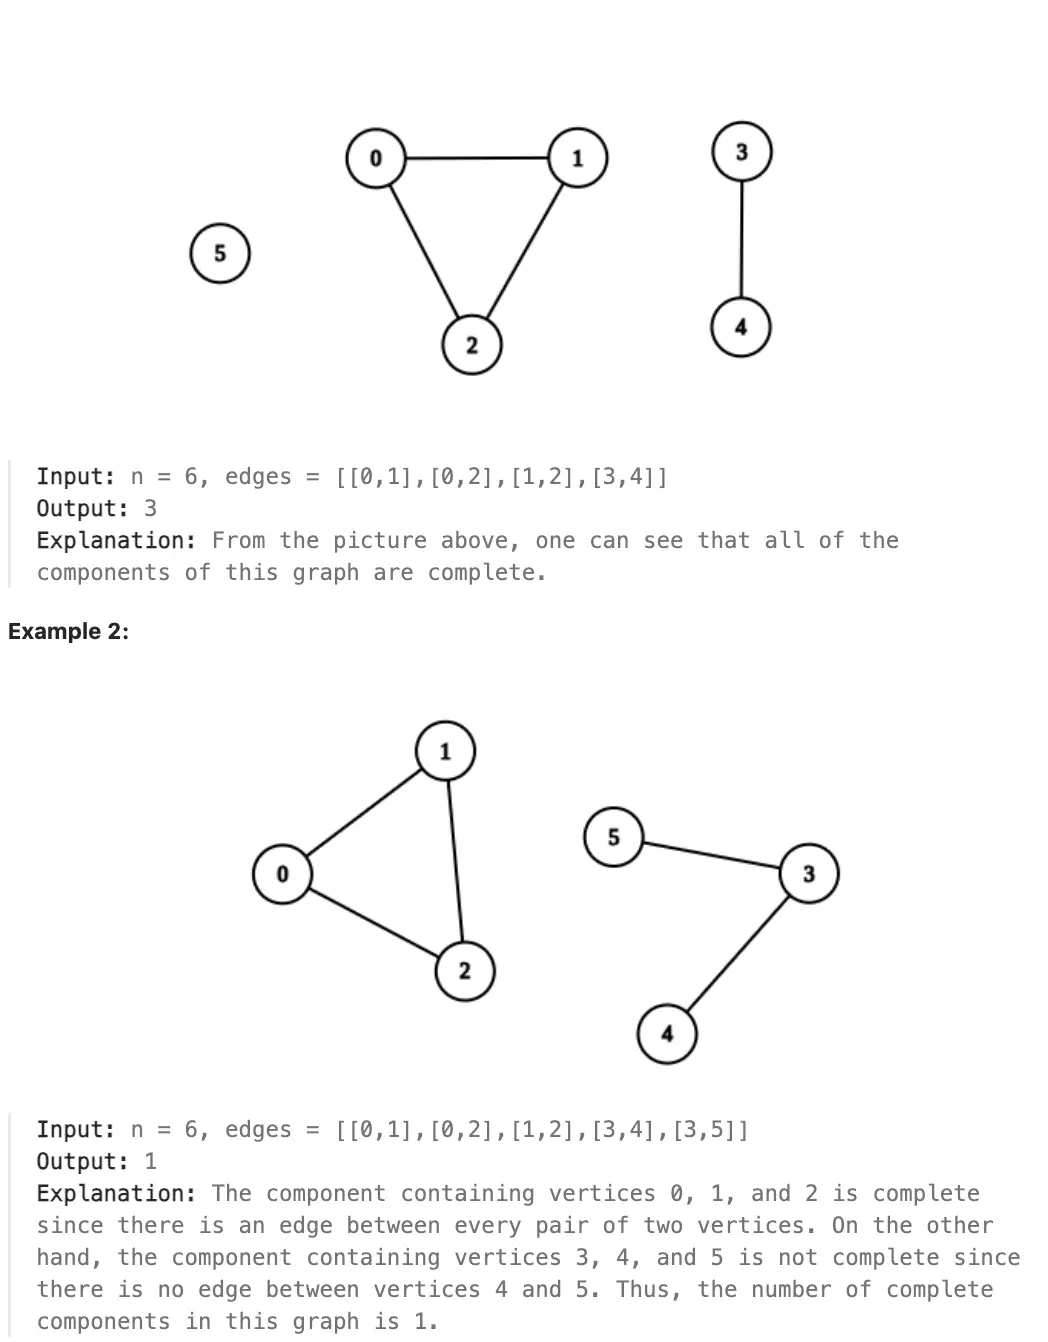 0
1
3
5
4
2
Input: n = 6, edges = [[0,1],[0,2],[1,2],[3,4]]
Output: 3
Explanation: From the picture above, one can see that all of the
components of this graph are complete.
Example 2:
1
5
0
3
2
4
Input: n = 6, edges = [[0,1],[0,2],[1,2],[3,4],[3,5]]
Output: 1
Explanation: The component containing vertices 0, 1, and 2 is complete
since there is an edge between every pair of two vertices. On the other
hand, the component containing vertices 3, 4, and 5 is not complete since
there is no edge between vertices 4 and 5. Thus, the number of complete
components in this graph is 1.